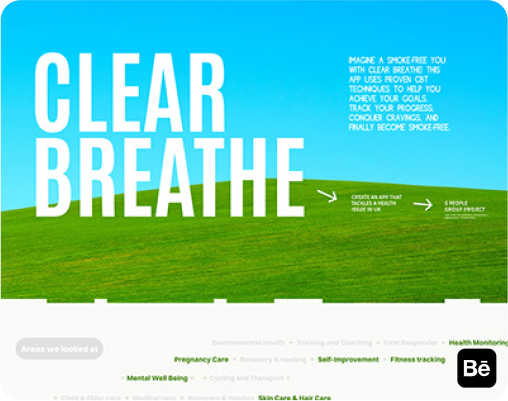 CLEAR
BREATHE
IMAGINE A SMOKE-FREE YOU
WITH CLEAR BREATHE! THIS
APP USES PROVEN CBT
TECHNIQUES TO HELP YOU
ACHIEVE YOUR GOALS.
TRACK YOUR PROGRESS,
CONQUER CRAVINGS, AND
FINALLY BECOME SMOKE-FREE.
CREATE AN APP THAT
TACKLES A HEALTH
ISSUE IN UK
5 PEOPLE
GROUP PROJECT
Areas we looked at
Environmental Health • Training and Coaching • First Responder • Health Monitoring
Pregnancy Care • Recovery & Healing • Self-Improvement • Fitness tracking
• Mental Well Being • • Cycling and Transport •
• Child & Elder care • Medical Help • Recovery & Healing Skin Care & Hair Care
Bē